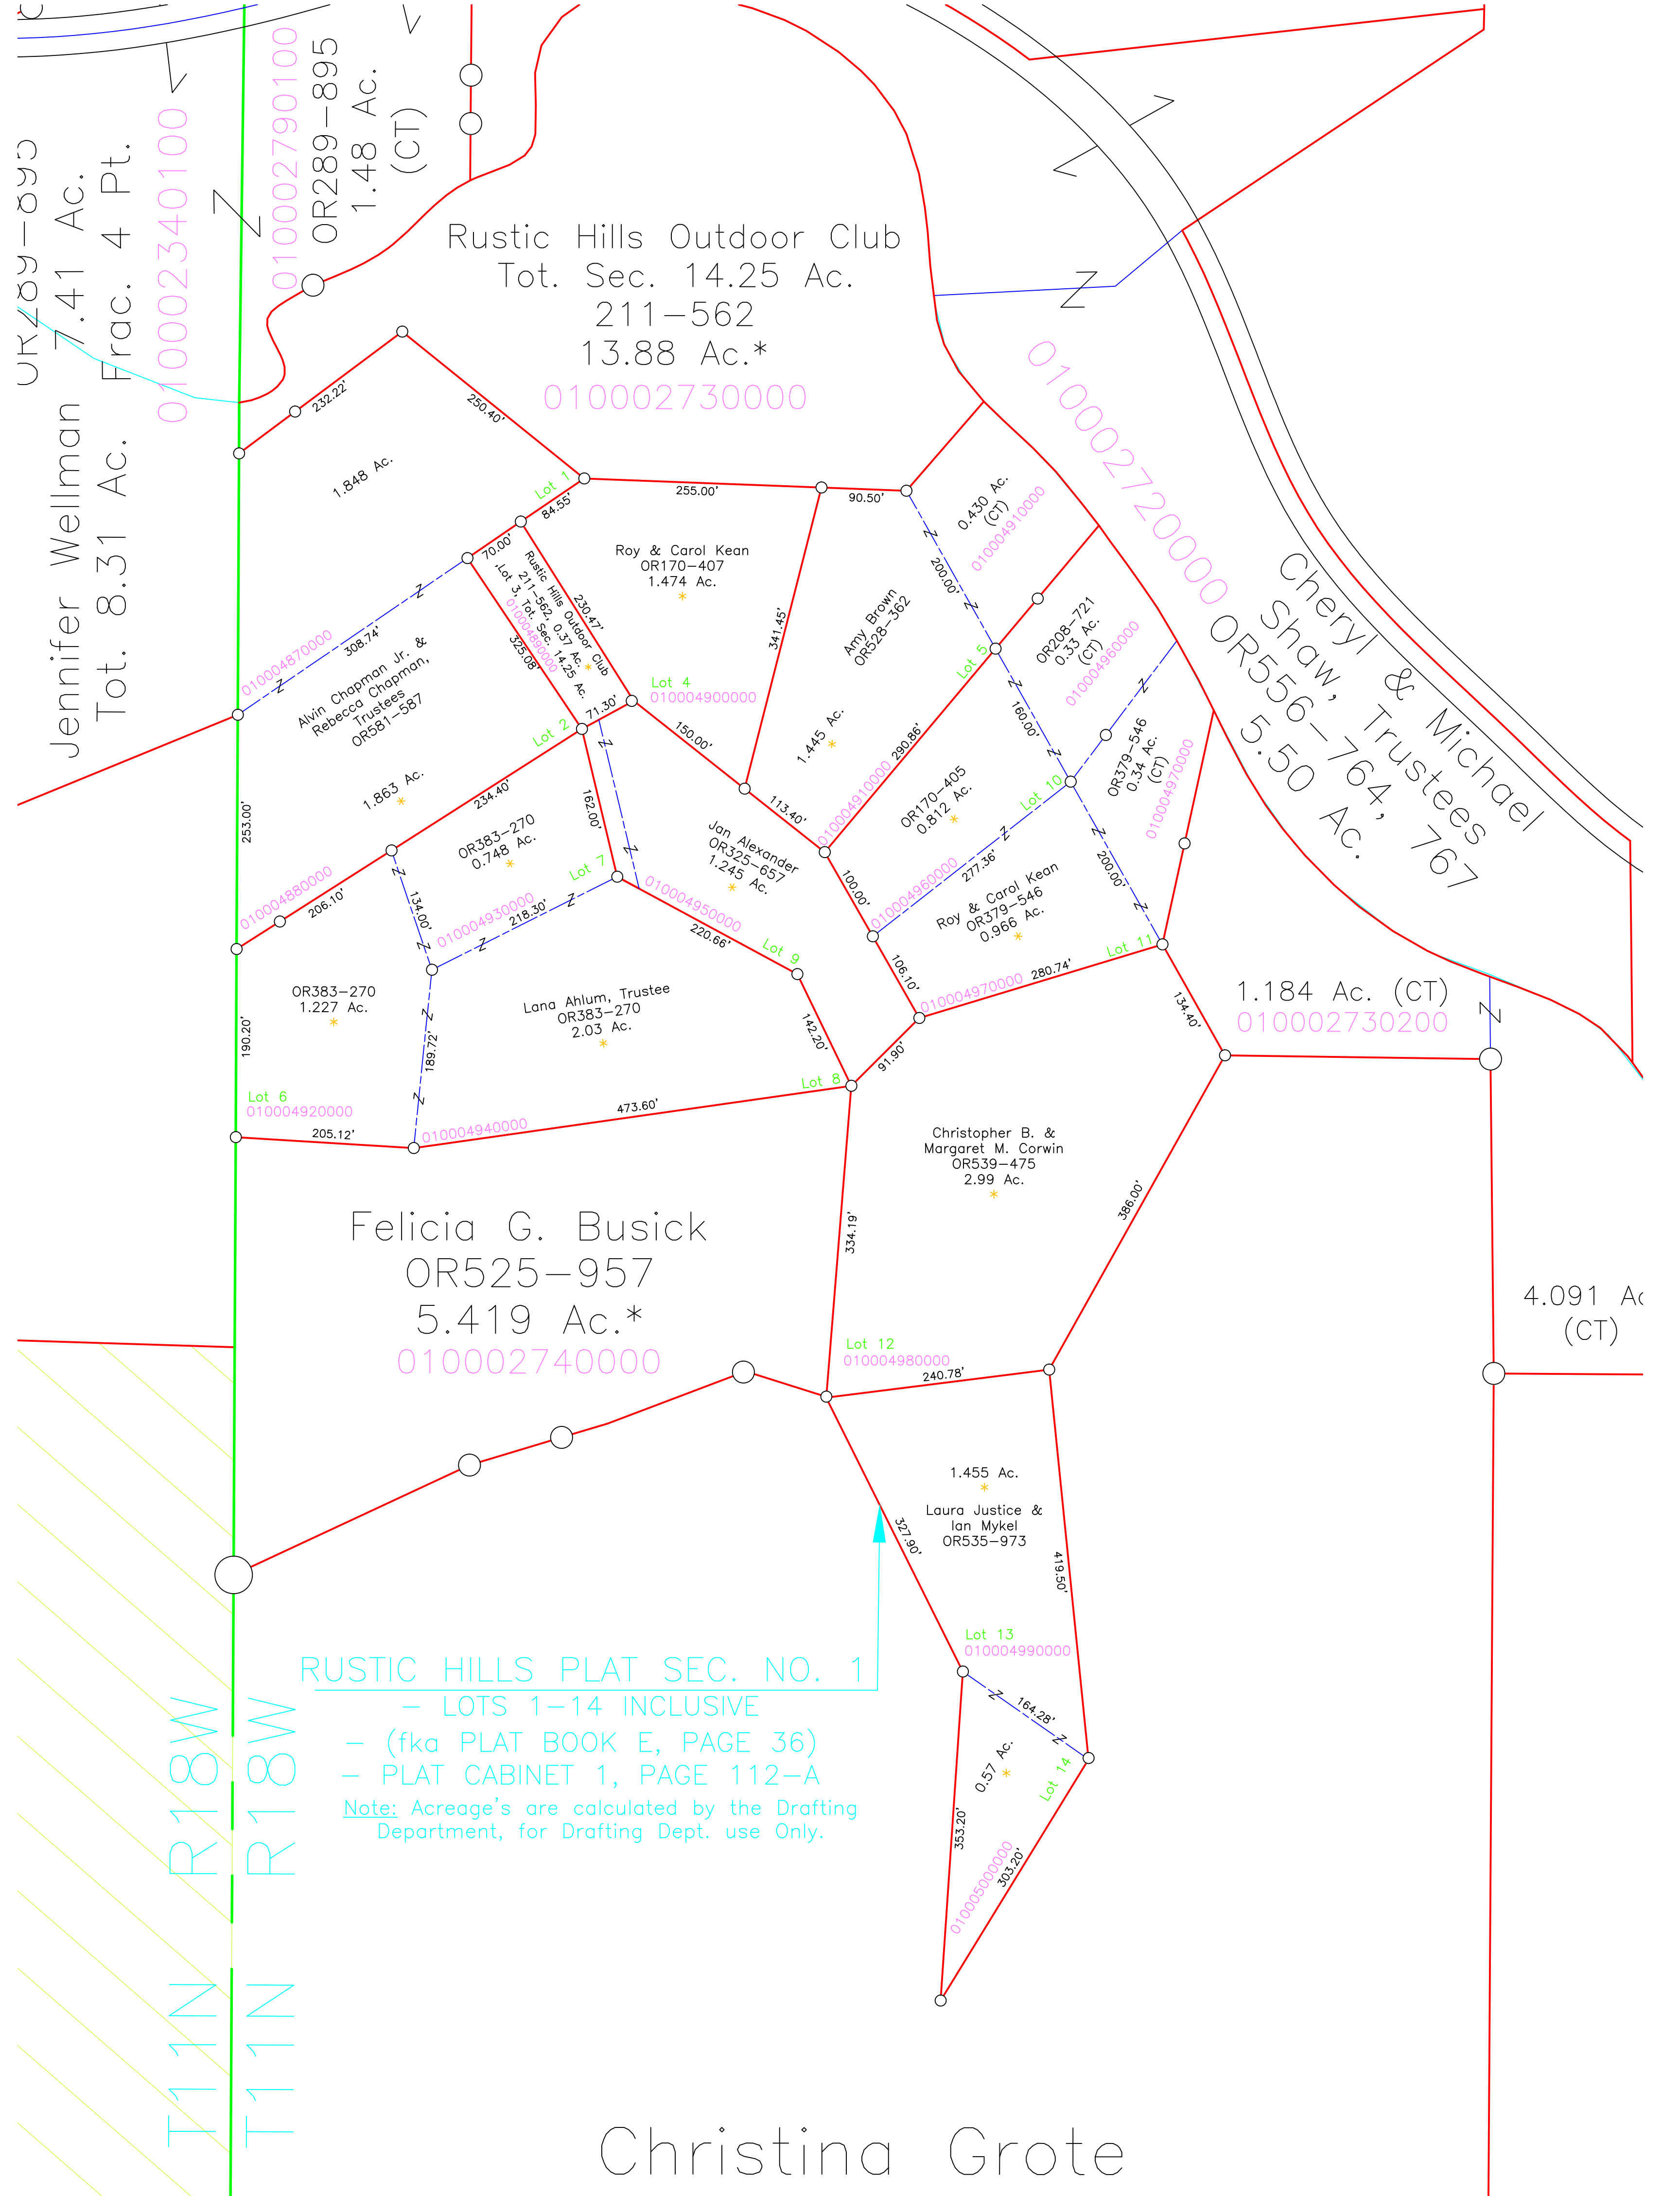 OR289-895
7.41 Ac.
Frac. 4 Pt.
010002340100
Jennifer Wellman
Tot. 8.31 Ac.
010002790100
OR289-895
1.48 Ac.
(CT)
Rustic Hills Outdoor Club
Tot. Sec. 14.25 Ac.
211-562
13.88 Ac.*
010002730000
010002720000
Cheryl & Michael
Shaw, Trustees
OR556-764, 767
5.50 Ac.
232.22'
250.40'
1.848 Ac.
Lot 1
84.55'
70.00'
255.00'
90.50'
010004870000
308.74'
Alvin Chapman Jr. &
Rebecca Chapman,
Trustees
OR581-587
1.863 Ac.
*
253.00'
Rustic Hills Outdoor Club
211-562, 0.37 Ac. *
Lot 3, Tot. Sec. 14.25 Ac.
010004890000
325.08'
230.47'
71.30'
Lot 2
Roy & Carol Kean
OR170-407
1.474 Ac.
*
341.45'
Lot 4
010004900000
150.00'
Amy Brown
OR528-362
1.445 Ac.
*
0.430 Ac.
(CT)
010004910000
200.00'
Lot 5
290.86'
010004910000
113.40'
OR208-721
0.33 Ac.
(CT)
010004960000
160.00'
OR170-405
0.812 Ac.
*
Lot 10
277.36'
010004960000
100.00'
OR379-546
0.34 Ac.
(CT)
010004970000
200.00'
Roy & Carol Kean
OR379-546
0.966 Ac.
*
Lot 11
280.74'
010004970000
106.10'
134.40'
234.40'
206.10'
010004880000
OR383-270
0.748 Ac.
*
162.00'
Lot 7
134.00'
010004930000
218.30'
Jan Alexander
OR325-657
1.245 Ac.
*
010004950000
220.66'
Lot 9
142.20'
91.90'
OR383-270
1.227 Ac.
*
190.20'
189.72'
Lot 6
010004920000
205.12'
Lana Ahlum, Trustee
OR383-270
2.03 Ac.
*
Lot 8
010004940000
473.60'
1.184 Ac. (CT)
010002730200
Christopher B. &
Margaret M. Corwin
OR539-475
2.99 Ac.
*
334.19'
386.00'
Lot 12
010004980000
240.78'
Felicia G. Busick
OR525-957
5.419 Ac.*
010002740000
4.091 Ac
(CT)
1.455 Ac.
*
Laura Justice &
Ian Mykel
OR535-973
327.90'
419.50'
Lot 13
010004990000
164.28'
0.57 Ac.
*
Lot 14
353.20'
303.20'
010005000000
RUSTIC HILLS PLAT SEC. NO. 1
- LOTS 1-14 INCLUSIVE
- (fka PLAT BOOK E, PAGE 36)
- PLAT CABINET 1, PAGE 112-A
Note: Acreage's are calculated by the Drafting
Department, for Drafting Dept. use Only.
T11N R18W
T11N R18W
Christina Grote